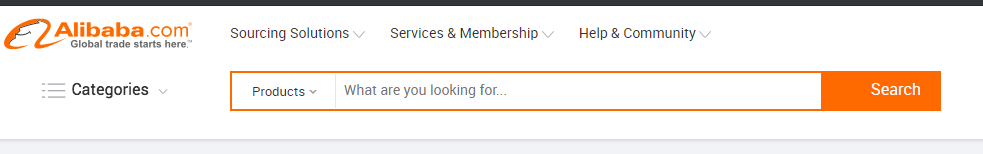 Alibaba.com
Global trade starts here.™
Sourcing Solutions
Services & Membership
Help & Community
Categories
Products
What are you looking for...
Search